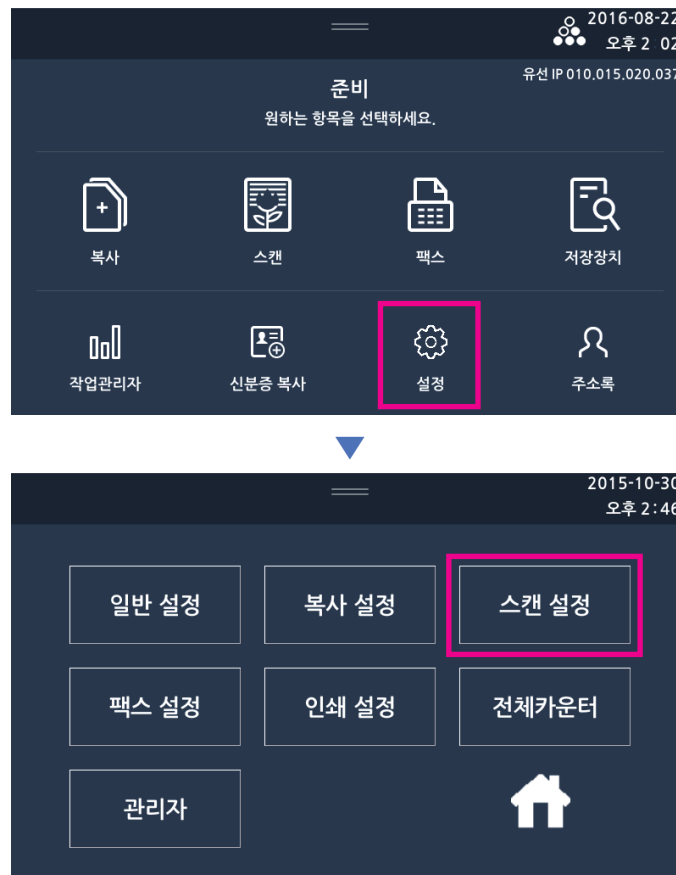 2016-08-22
오후 2 02
유선 IP 010.015.020.037
준비
원하는 항목을 선택하세요.
복사 스캔 팩스 저장장치
작업관리자 신분증 복사 설정 주소록
2015-10-30
오후 2:46
일반 설정 복사 설정 스캔 설정
팩스 설정 인쇄 설정 전체카운터
관리자